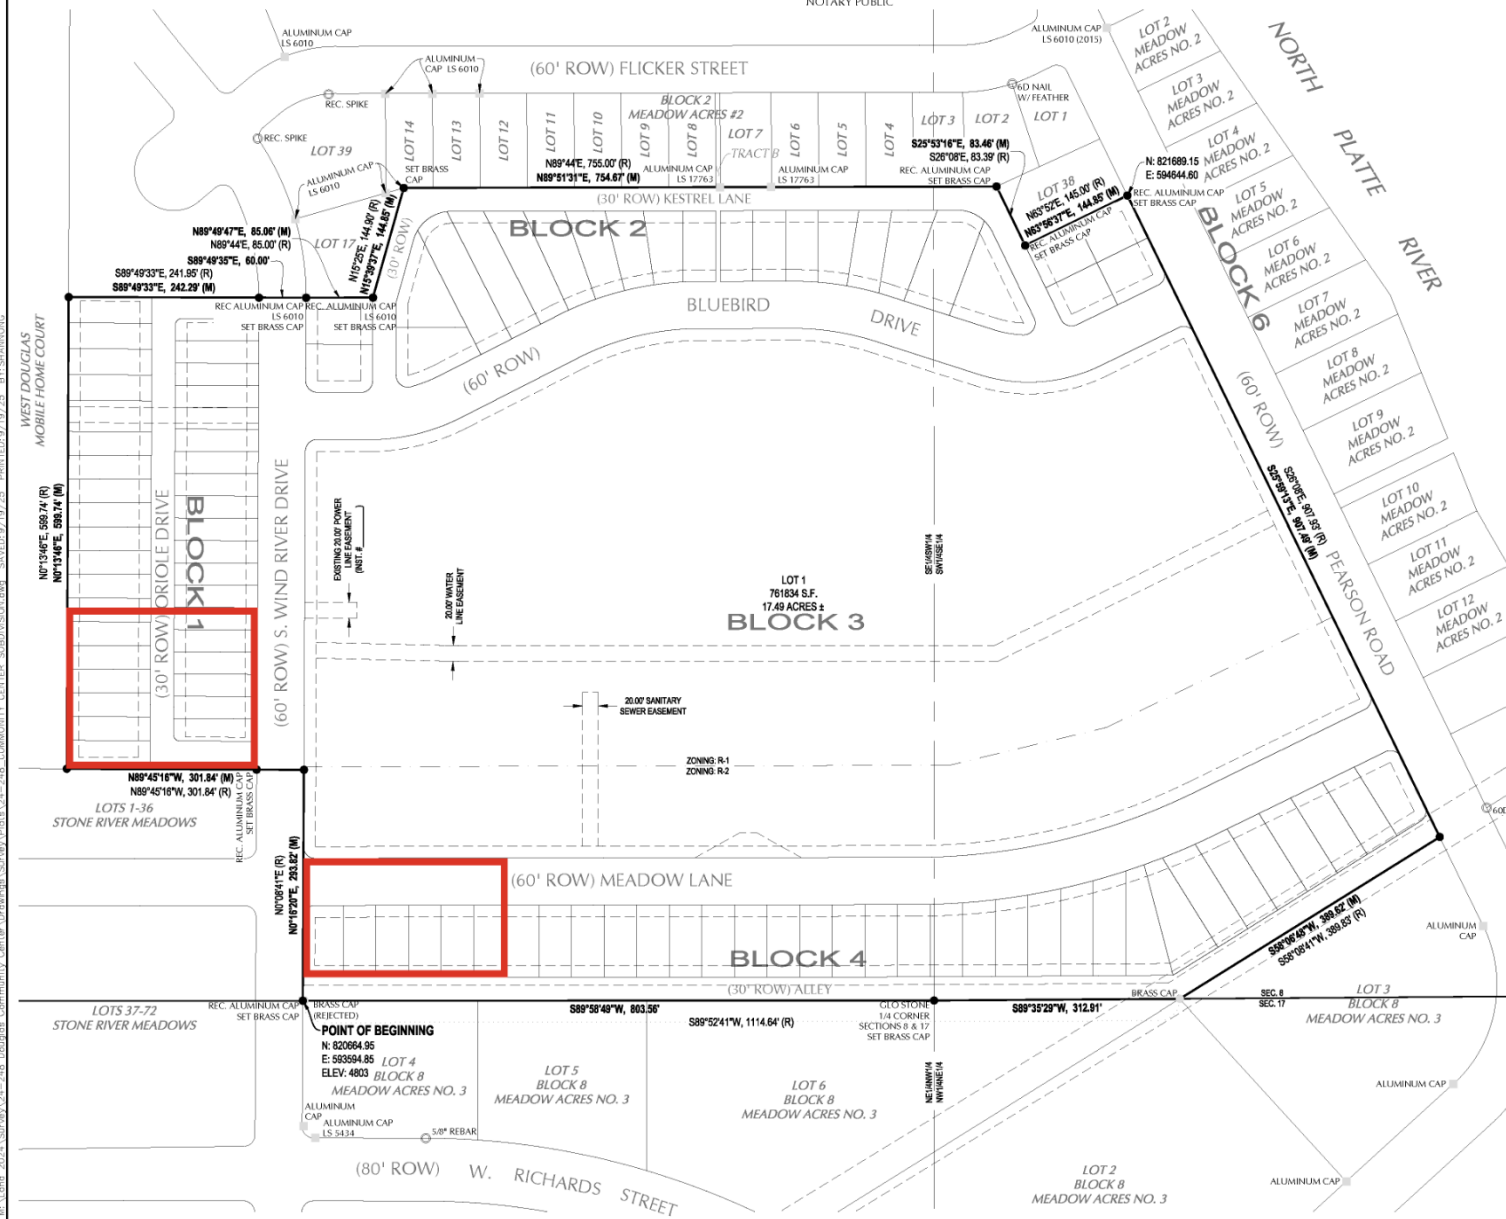 NOTARY PUBLIC
ALUMINUM CAP
LS 6010
ALUMINUM
CAP LS 6010
(60' ROW) FLICKER STREET
ALUMINUM CAP
LS 6010 (2015)
LOT 2
MEADOW
ACRES NO. 2
NORTH
PLATTE
RIVER
REC. SPIKE
REC. SPIKE
BLOCK 2
MEADOW ACRES #2
6D NAIL
W/ FEATHER
LOT 3
MEADOW
ACRES NO. 2
LOT 39
LOT 14
LOT 13
LOT 12
LOT 11
LOT 10
LOT 9
LOT 8
LOT 7
LOT 6
LOT 5
LOT 4
LOT 3
LOT 2
LOT 1
TRACT B
LOT 4
MEADOW
ACRES NO. 2
ALUMINUM CAP
LS 6010
SET BRASS
CAP
N89°44'E, 755.00' (R)
N89°51'31"E, 754.67' (M)
ALUMINUM CAP
LS 17763
ALUMINUM CAP
LS 17763
S25°53'16"E, 83.46' (M)
S26°08'E, 83.39' (R)
REC. ALUMINUM CAP
SET BRASS CAP
N: 821689.15
E: 594644.60
REC. ALUMINUM CAP
SET BRASS CAP
LOT 38
N63°52'E, 145.00' (R)
N63°56'37"E, 144.85' (M)
REC. ALUMINUM CAP
SET BRASS CAP
(30' ROW) KESTREL LANE
BLOCK 2
LOT 5
MEADOW
ACRES NO. 2
BLOCK 6
LOT 6
MEADOW
ACRES NO. 2
N89°49'47"E, 85.06' (M)
N89°44'E, 85.00' (R)
LOT 17
S89°49'35"E, 60.00'
S89°49'33"E, 241.95' (R)
S89°49'33"E, 242.29' (M)
N15°25'E, 144.90' (R)
N15°39'37"E, 144.85' (M)
(30' ROW)
REC ALUMINUM CAP
LS 6010
SET BRASS CAP
REC. ALUMINUM CAP
LS 6010
SET BRASS CAP
BLUEBIRD
DRIVE
(60' ROW)
LOT 7
MEADOW
ACRES NO. 2
LOT 8
MEADOW
ACRES NO. 2
LOT 9
MEADOW
ACRES NO. 2
LOT 10
MEADOW
ACRES NO. 2
LOT 11
MEADOW
ACRES NO. 2
LOT 12
MEADOW
ACRES NO. 2
WEST DOUGLAS
MOBILE HOME COURT
N0°13'46"E, 599.74' (R)
N0°13'46"E, 599.74' (M)
(30' ROW) ORIOLE DRIVE
BLOCK 1
(60' ROW) S. WIND RIVER DRIVE
EXISTING 20.00' POWER
LINE EASEMENT
(INST. #
20.00' WATER
LINE EASEMENT
SE1/4SW1/4
SW1/4SE1/4
LOT 1
761834 S.F.
17.49 ACRES ±
BLOCK 3
(60' ROW)
PEARSON ROAD
S26°08'E, 907.93' (R)
S25°59'13"E, 907.49' (M)
20.00' SANITARY
SEWER EASEMENT
ZONING: R-1
ZONING: R-2
N89°45'16"W, 301.84' (M)
N89°45'16"W, 301.84' (R)
LOTS 1-36
STONE RIVER MEADOWS
REC. ALUMINUM CAP
SET BRASS CAP
N0°08'41"E (R)
N0°16'20"E, 293.82' (M)
(60' ROW) MEADOW LANE
BLOCK 4
(30' ROW) ALLEY
S58°06'48"W, 389.62' (M)
S58°08'41"W, 389.83' (R)
ALUMINUM
CAP
LOTS 37-72
STONE RIVER MEADOWS
REC. ALUMINUM CAP
SET BRASS CAP
BRASS CAP
(REJECTED)
POINT OF BEGINNING
N: 820664.95
E: 593594.85
ELEV: 4803
S89°58'49"W, 803.56'
S89°52'41"W, 1114.64' (R)
GLO STONE
1/4 CORNER
SECTIONS 8 & 17
SET BRASS CAP
S89°35'29"W, 312.91'
BRASS CAP
SEC. 8
SEC. 17
LOT 3
BLOCK 8
MEADOW ACRES NO. 3
LOT 4
BLOCK 8
MEADOW ACRES NO. 3
LOT 5
BLOCK 8
MEADOW ACRES NO. 3
LOT 6
BLOCK 8
MEADOW ACRES NO. 3
NE1/4NW1/4
NW1/4NE1/4
ALUMINUM CAP
ALUMINUM
CAP
ALUMINUM CAP
LS 5434
5/8" REBAR
(80' ROW) W. RICHARDS STREET
LOT 2
BLOCK 8
MEADOW ACRES NO. 3
ALUMINUM CAP